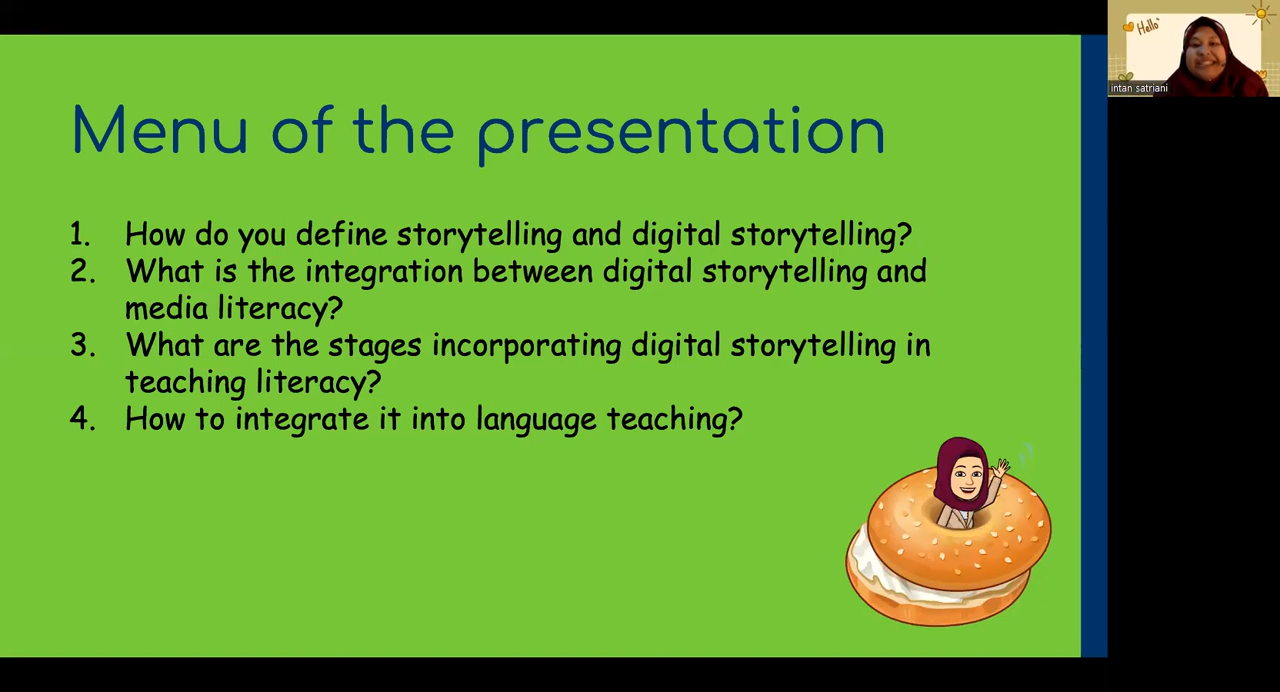 Menu of the presentation
1. How do you define storytelling and digital storytelling?
2. What is the integration between digital storytelling and
media literacy?
3. What are the stages incorporating digital storytelling in
teaching literacy?
4. How to integrate it into language teaching?
Hello
intan satriani